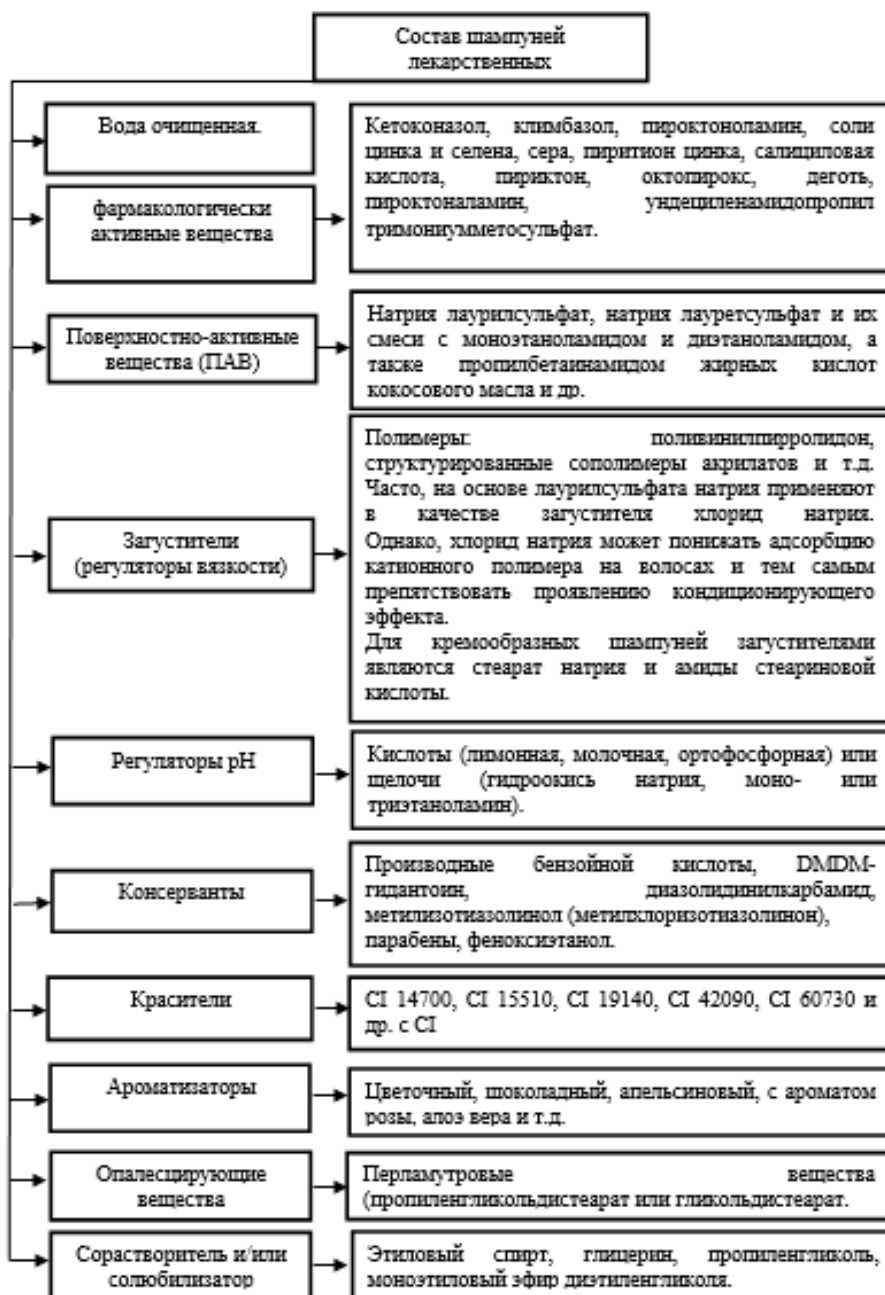 Состав шампуней
лекарственных
Вода очищенная.
фармакологически
активные вещества
Кетоконазол, климбазол, пироктоноламин, соли
цинка и селена, сера, пиритион цинка, салициловая
кислота, пириктон, октопирокс, деготь,
пироктоналамин, ундециленамидопропил
тримониумметосульфат.
Поверхностно-активные
вещества (ПАВ)
Натрия лаурилсульфат, натрия лауретсульфат и их
смеси с моноэтаноламидом и диэтаноламидом, а
также пропилбетаинамидом жирных кислот
кокосового масла и др.
Загустители
(регуляторы вязкости)
Полимеры: поливинилпирролидон,
структурированные сополимеры акрилатов и т.д.
Часто, на основе лаурилсульфата натрия применяют
в качестве загустителя хлорид натрия.
Однако, хлорид натрия может понижать адсорбцию
катионного полимера на волосах и тем самым
препятствовать проявлению кондиционирующего
эффекта.
Для кремообразных шампуней загустителями
являются стеарат натрия и амиды стеариновой
кислоты.
Регуляторы pH
Кислоты (лимонная, молочная, ортофосфорная) или
щелочи (гидроокись натрия, моно- или
триэтаноламин).
Консерванты
Производные бензойной кислоты, DMDM-
гидантоин, диазолидинилкарбамид,
метилизотиазолинол (метилхлоризотиазолинон),
парабены, феноксиэтанол.
Красители
CI 14700, CI 15510, CI 19140, CI 42090, CI 60730 и
др. с CI
Ароматизаторы
Цветочный, шоколадный, апельсиновый, с ароматом
розы, алоэ вера и т.д.
Опалесцирующие
вещества
Перламутровые вещества
(пропиленгликольдистеарат или гликольдистеарат.
Сорастворитель и/или
солюбилизатор
Этиловый спирт, глицерин, пропиленгликоль,
моноэтиловый эфир диэтиленгликоля.